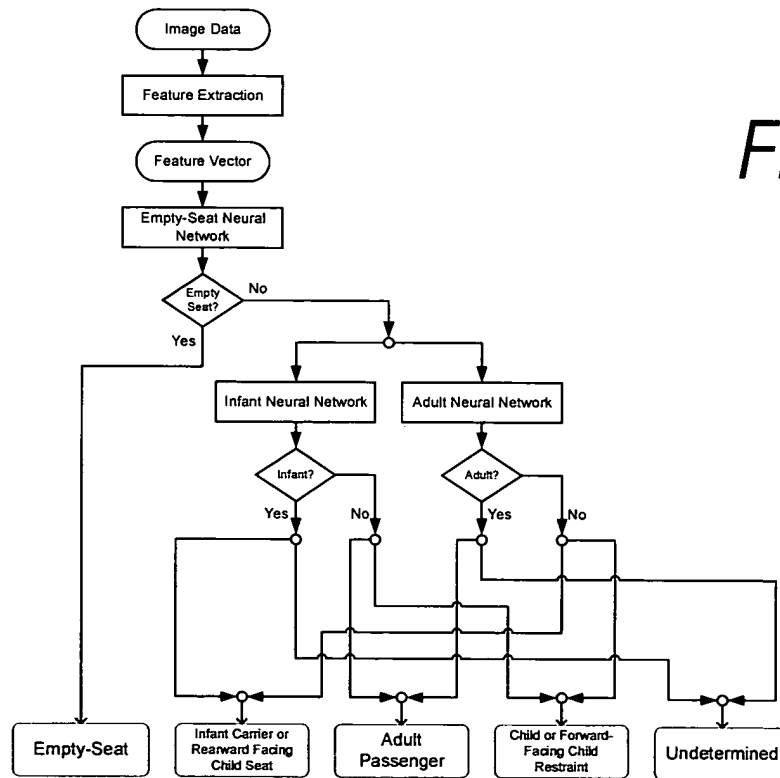 Image Data
Feature Extraction
Feature Vector
Empty-Seat Neural
Network
Empty
Seat?
No
Yes
Infant Neural Network
Adult Neural Network
Infant?
Adult?
Yes
No
Yes
No
Empty-Seat
Infant Carrier or
Rearward Facing
Child Seat
Adult
Passenger
Child or Forward-
Facing Child
Restraint
Undetermined